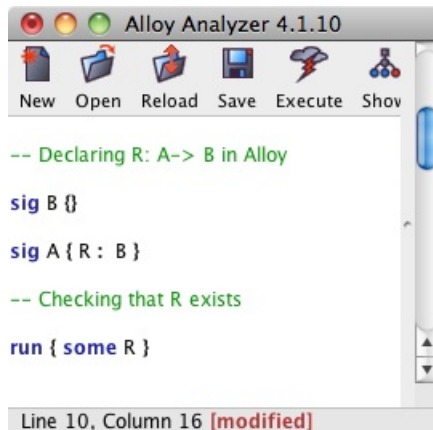 Alloy Analyzer 4.1.10
New Open Reload Save Execute Show
-- Declaring R: A-> B in Alloy
sig B {}
sig A { R : B }
-- Checking that R exists
run { some R }
Line 10, Column 16 [modified]